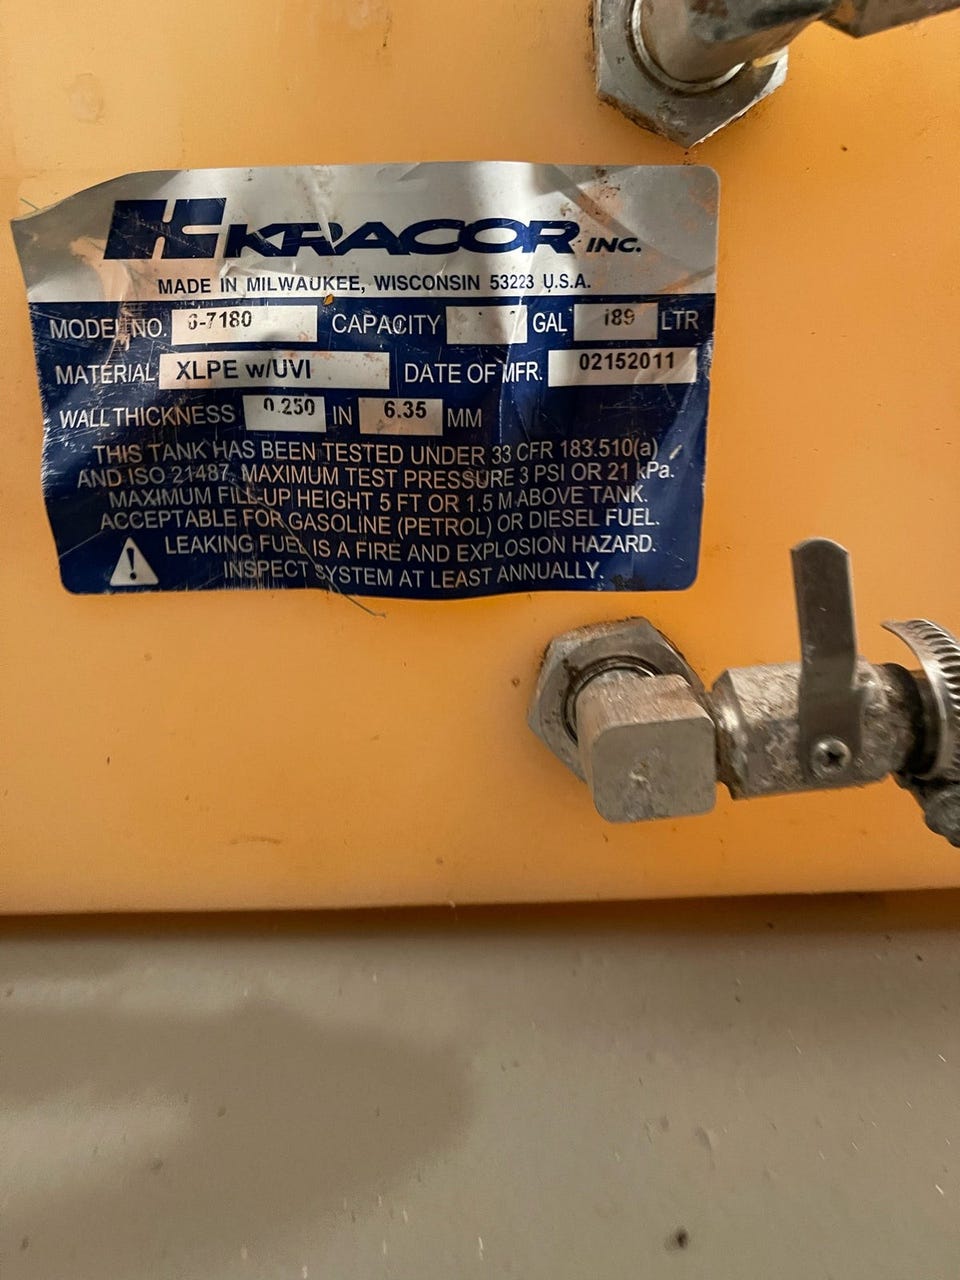 KRACOR INC.
MADE IN MILWAUKEE, WISCONSIN 53223 U.S.A.
MODEL NO. 6-7180 CAPACITY GAL 189 LTR
MATERIAL XLPE w/UVI DATE OF MFR. 02152011
WALL THICKNESS 0.250 IN 6.35 MM
THIS TANK HAS BEEN TESTED UNDER 33 CFR 183.510(a)
AND ISO 21487. MAXIMUM TEST PRESSURE 3 PSI OR 21 kPa.
MAXIMUM FILL-UP HEIGHT 5 FT OR 1.5 M ABOVE TANK.
ACCEPTABLE FOR GASOLINE (PETROL) OR DIESEL FUEL.
LEAKING FUEL IS A FIRE AND EXPLOSION HAZARD.
INSPECT SYSTEM AT LEAST ANNUALLY.